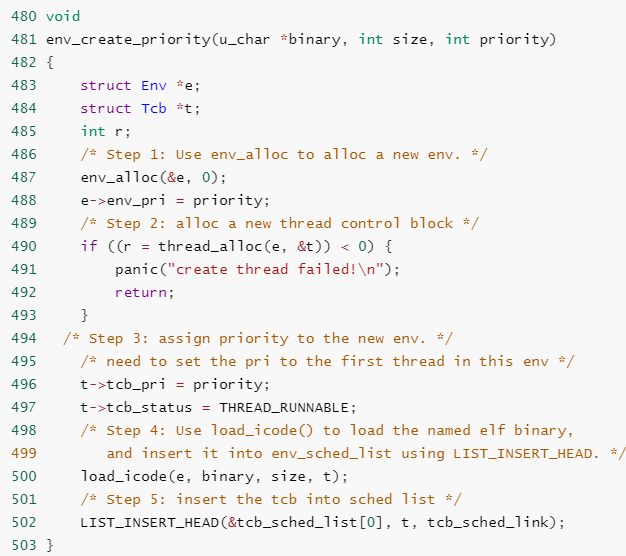 480 void
481 env_create_priority(u_char *binary, int size, int priority)
482 {
483     struct Env *e;
484     struct Tcb *t;
485     int r;
486     /* Step 1: Use env_alloc to alloc a new env. */
487     env_alloc(&e, 0);
488     e->env_pri = priority;
489     /* Step 2: alloc a new thread control block */
490     if ((r = thread_alloc(e, &t)) < 0) {
491         panic("create thread failed!\n");
492         return;
493     }
494   /* Step 3: assign priority to the new env. */
495     /* need to set the pri to the first thread in this env */
496     t->tcb_pri = priority;
497     t->tcb_status = THREAD_RUNNABLE;
498     /* Step 4: Use load_icode() to load the named elf binary,
499        and insert it into env_sched_list using LIST_INSERT_HEAD. */
500     load_icode(e, binary, size, t);
501     /* Step 5: insert the tcb into sched list */
502     LIST_INSERT_HEAD(&tcb_sched_list[0], t, tcb_sched_link);
503 }